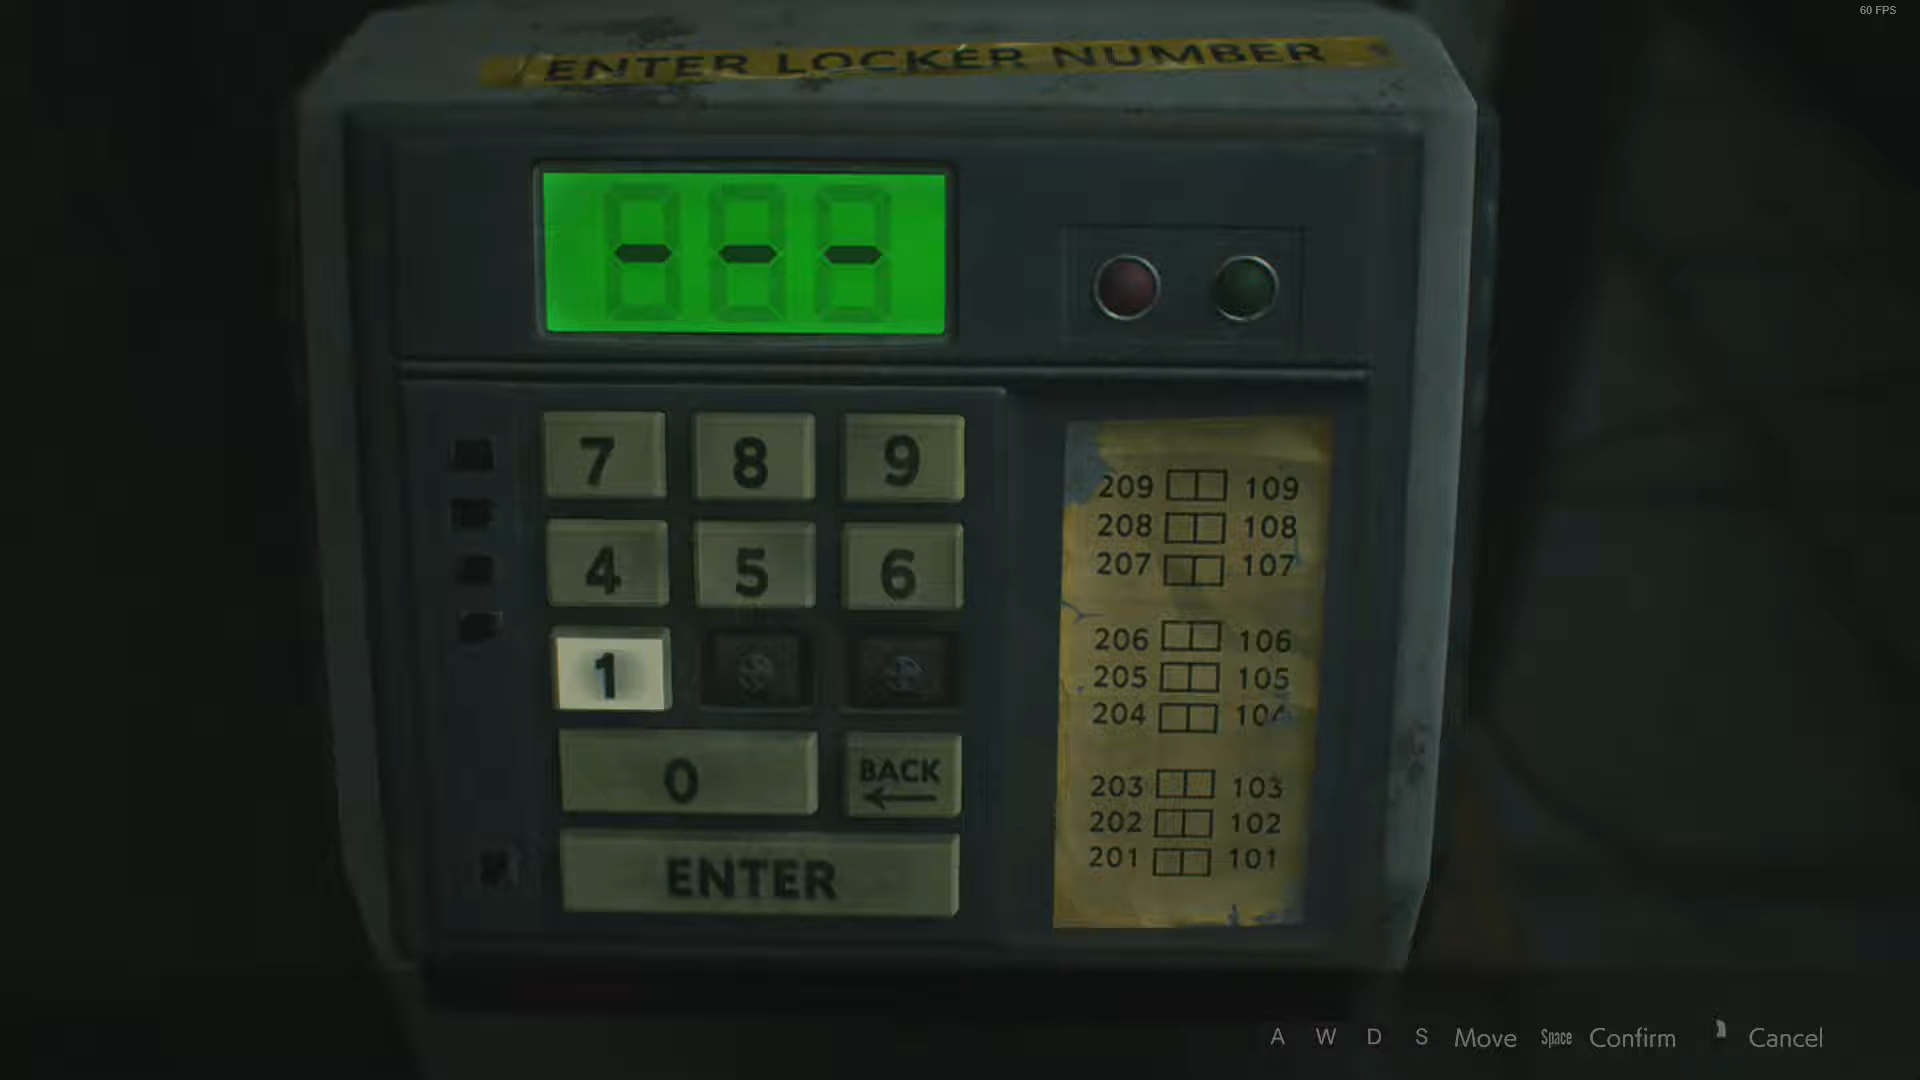 60 FPS
ENTER LOCKER NUMBER
7 8 9
4 5 6
1
0 BACK
ENTER
209 109
208 108
207 107
206 106
205 105
204 104
203 103
202 102
201 101
A W D S Move Space Confirm Cancel